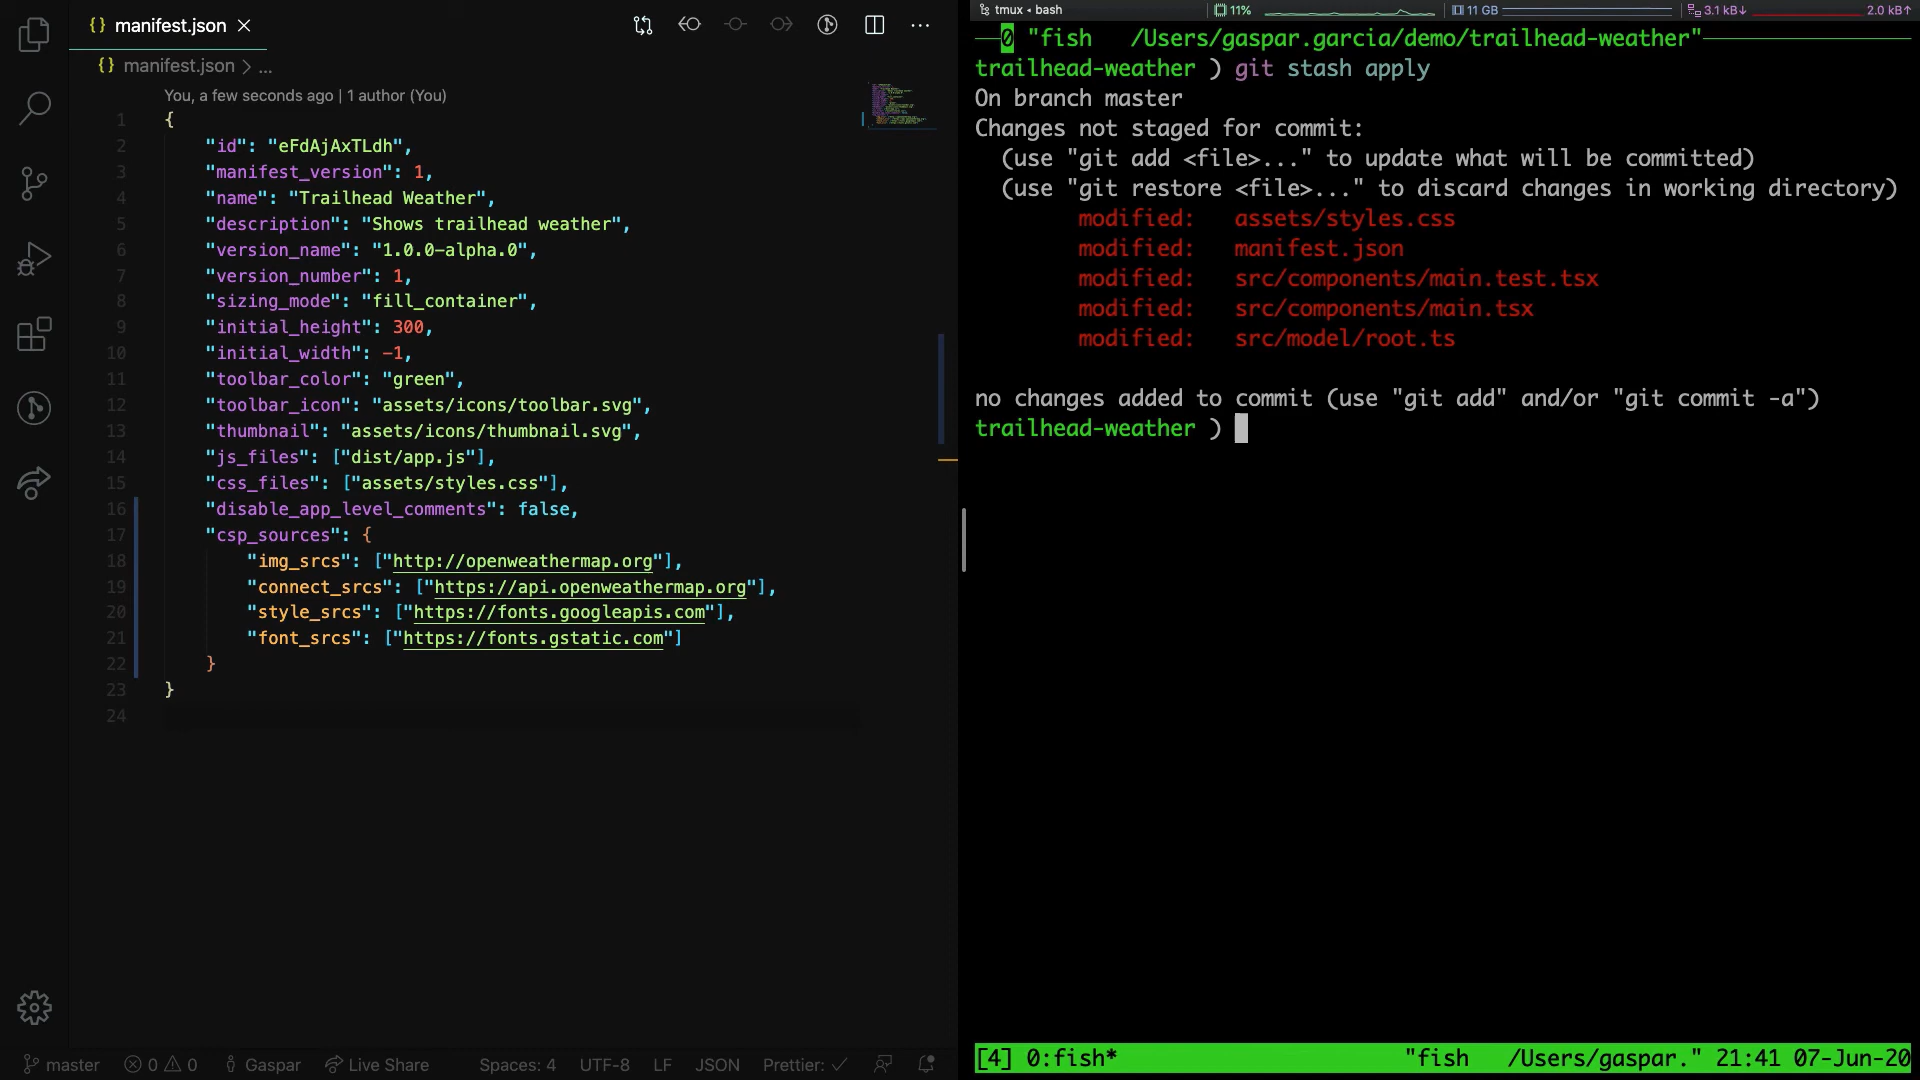 {} manifest.json ×
{} manifest.json > ...
You, a few seconds ago | 1 author (You)
1 {
2 "id": "eFdAjAxTLdh",
3 "manifest_version": 1,
4 "name": "Trailhead Weather",
5 "description": "Shows trailhead weather",
6 "version_name": "1.0.0-alpha.0",
7 "version_number": 1,
8 "sizing_mode": "fill_container",
9 "initial_height": 300,
10 "initial_width": -1,
11 "toolbar_color": "green",
12 "toolbar_icon": "assets/icons/toolbar.svg",
13 "thumbnail": "assets/icons/thumbnail.svg",
14 "js_files": ["dist/app.js"],
15 "css_files": ["assets/styles.css"],
16 "disable_app_level_comments": false,
17 "csp_sources": {
18 "img_srcs": ["http://openweathermap.org"],
19 "connect_srcs": ["https://api.openweathermap.org"],
20 "style_srcs": ["https://fonts.googleapis.com"],
21 "font_srcs": ["https://fonts.gstatic.com"]
22 }
23 }
24
master 0 0 Gaspar Live Share Spaces: 4 UTF-8 LF JSON Prettier: ✓
tmux • bash 11% 11 GB 3.1 kB↓ 2.0 kB↑
0 "fish /Users/gaspar.garcia/demo/trailhead-weather"
trailhead-weather ) git stash apply
On branch master
Changes not staged for commit:
(use "git add <file>..." to update what will be committed)
(use "git restore <file>..." to discard changes in working directory)
modified: assets/styles.css
modified: manifest.json
modified: src/components/main.test.tsx
modified: src/components/main.tsx
modified: src/model/root.ts
no changes added to commit (use "git add" and/or "git commit -a")
trailhead-weather )
[4] 0:fish* "fish /Users/gaspar." 21:41 07-Jun-20